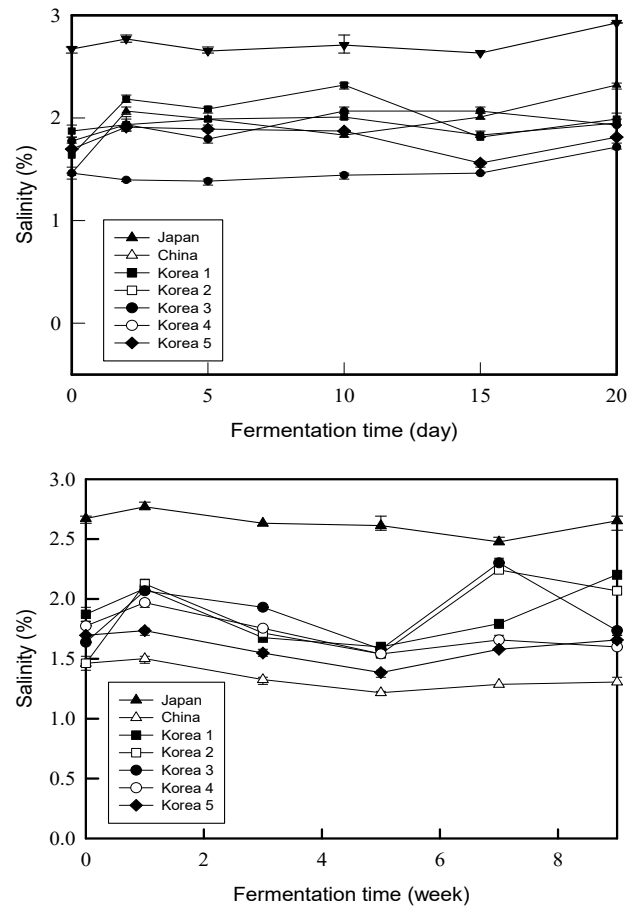 3
2
1
0
Salinity (%)
Japan
China
Korea 1
Korea 2
Korea 3
Korea 4
Korea 5
0 5 10 15 20
Fermentation time (day)
3.0
2.5
2.0
1.5
1.0
0.5
0.0
Salinity (%)
Japan
China
Korea 1
Korea 2
Korea 3
Korea 4
Korea 5
0 2 4 6 8
Fermentation time (week)